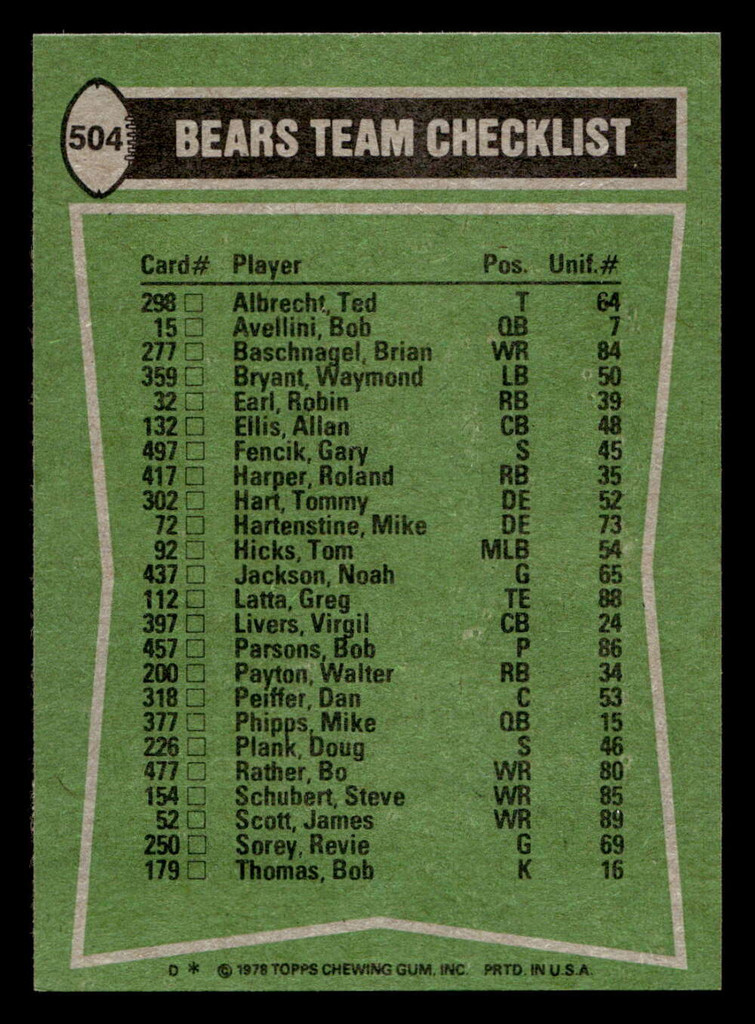 504
BEARS TEAM CHECKLIST
Card# Player Pos. Unif.#
298 □ Albrecht, Ted T 64
15 □ Avellini, Bob QB 7
277 □ Baschnagel, Brian WR 84
359 □ Bryant, Waymond LB 50
32 □ Earl, Robin RB 39
132 □ Ellis, Allan CB 48
497 □ Fencik, Gary S 45
417 □ Harper, Roland RB 35
302 □ Hart, Tommy DE 52
72 □ Hartenstine, Mike DE 73
92 □ Hicks, Tom MLB 54
437 □ Jackson, Noah G 65
112 □ Latta, Greg TE 88
397 □ Livers, Virgil CB 24
457 □ Parsons, Bob P 86
200 □ Payton, Walter RB 34
318 □ Peiffer, Dan C 53
377 □ Phipps, Mike QB 15
226 □ Plank, Doug S 46
477 □ Rather, Bo WR 80
154 □ Schubert, Steve WR 85
52 □ Scott, James WR 89
250 □ Sorey, Revie G 69
179 □ Thomas, Bob K 16
D * © 1978 TOPPS CHEWING GUM, INC. PRTD. IN U.S.A.